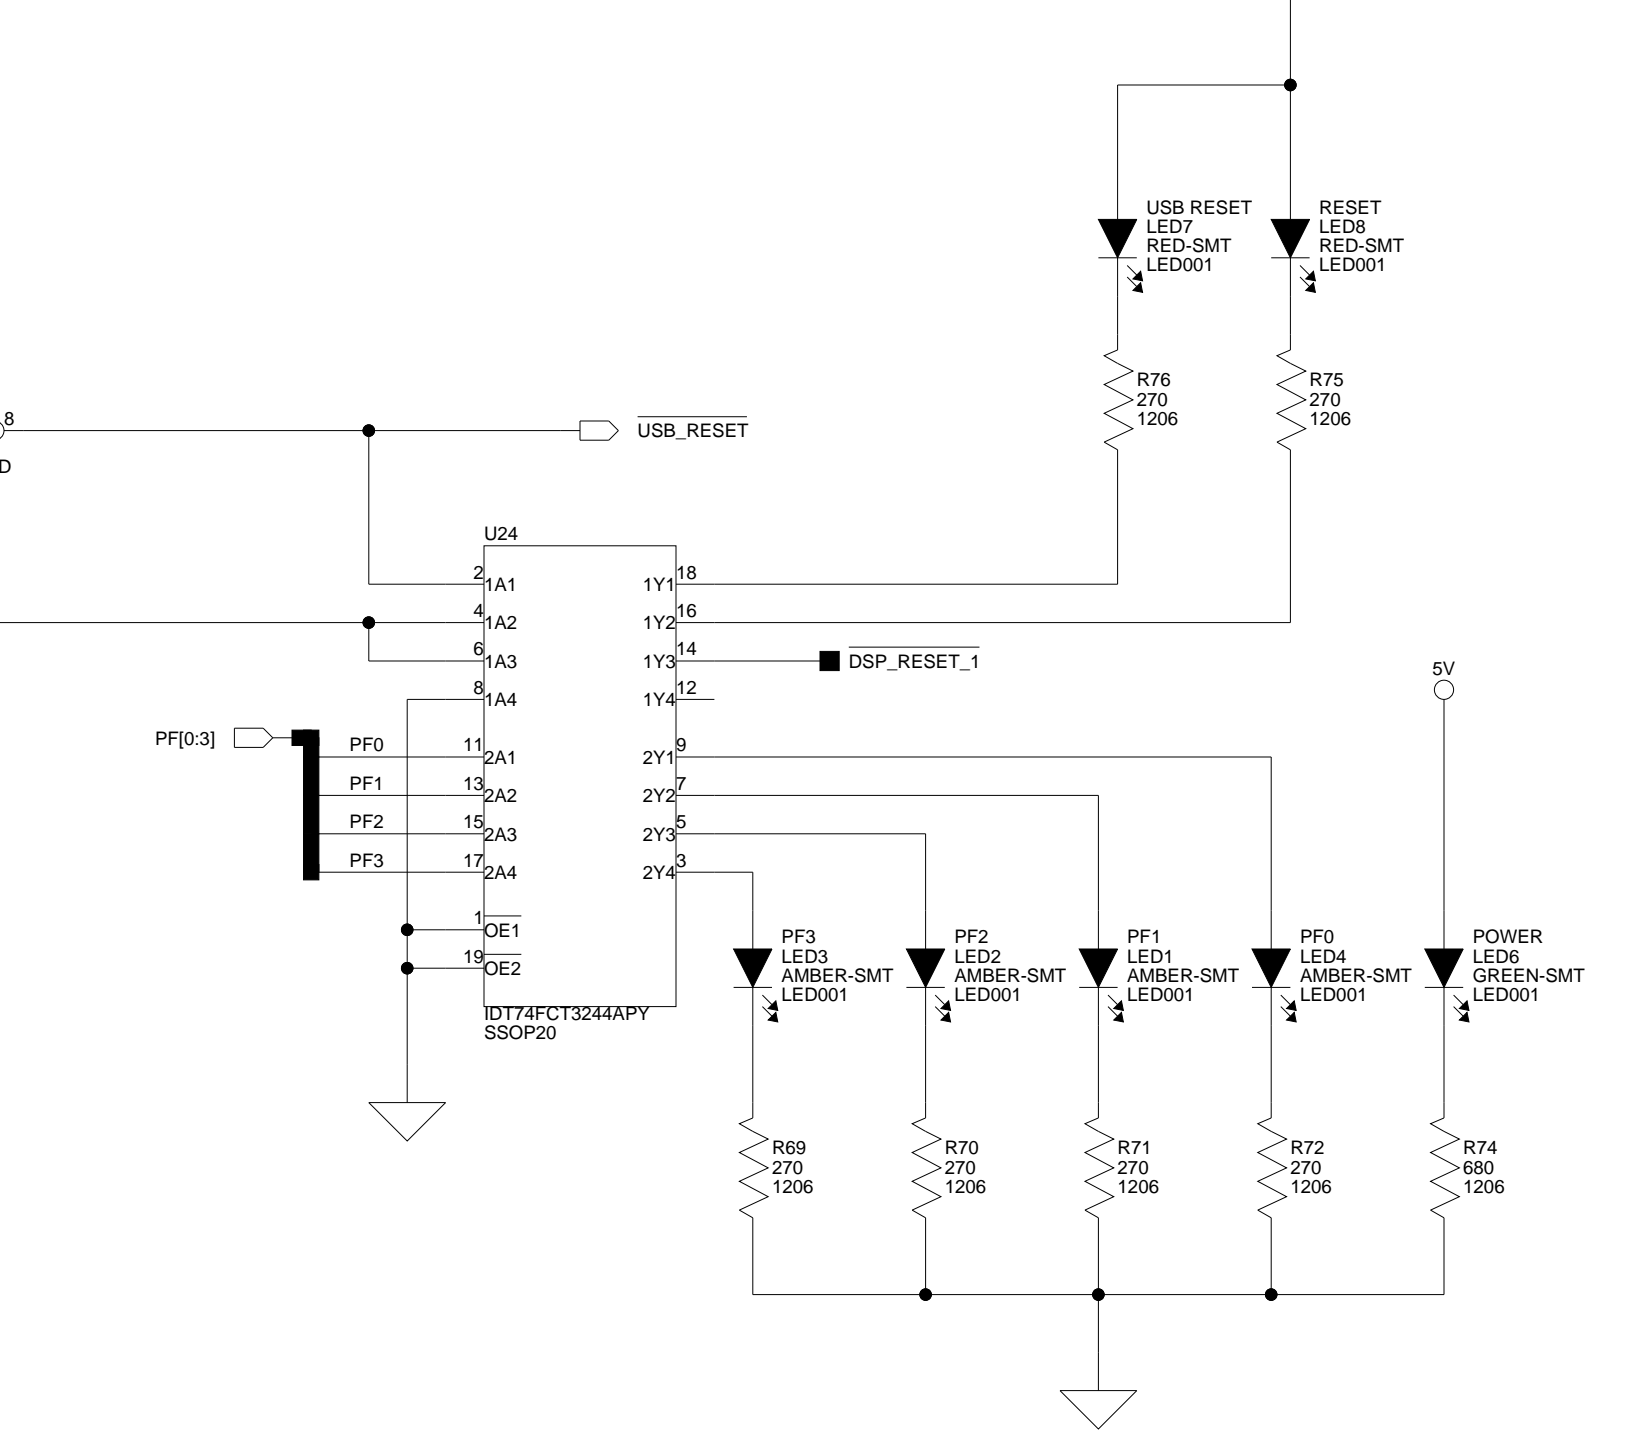 USB RESET
LED7
RED-SMT
LED001
RESET
LED8
RED-SMT
LED001
R76
270
1206
R75
270
1206
8
D
USB_RESET
U24
2
1A1
4
1A2
6
1A3
8
1A4
11
2A1
13
2A2
15
2A3
17
2A4
1
OE1
19
OE2
18
1Y1
16
1Y2
14
1Y3
12
1Y4
9
2Y1
7
2Y2
5
2Y3
3
2Y4
IDT74FCT3244APY
SSOP20
DSP_RESET_1
5V
PF[0:3]
PF0
PF1
PF2
PF3
PF3
LED3
AMBER-SMT
LED001
PF2
LED2
AMBER-SMT
LED001
PF1
LED1
AMBER-SMT
LED001
PF0
LED4
AMBER-SMT
LED001
POWER
LED6
GREEN-SMT
LED001
R69
270
1206
R70
270
1206
R71
270
1206
R72
270
1206
R74
680
1206